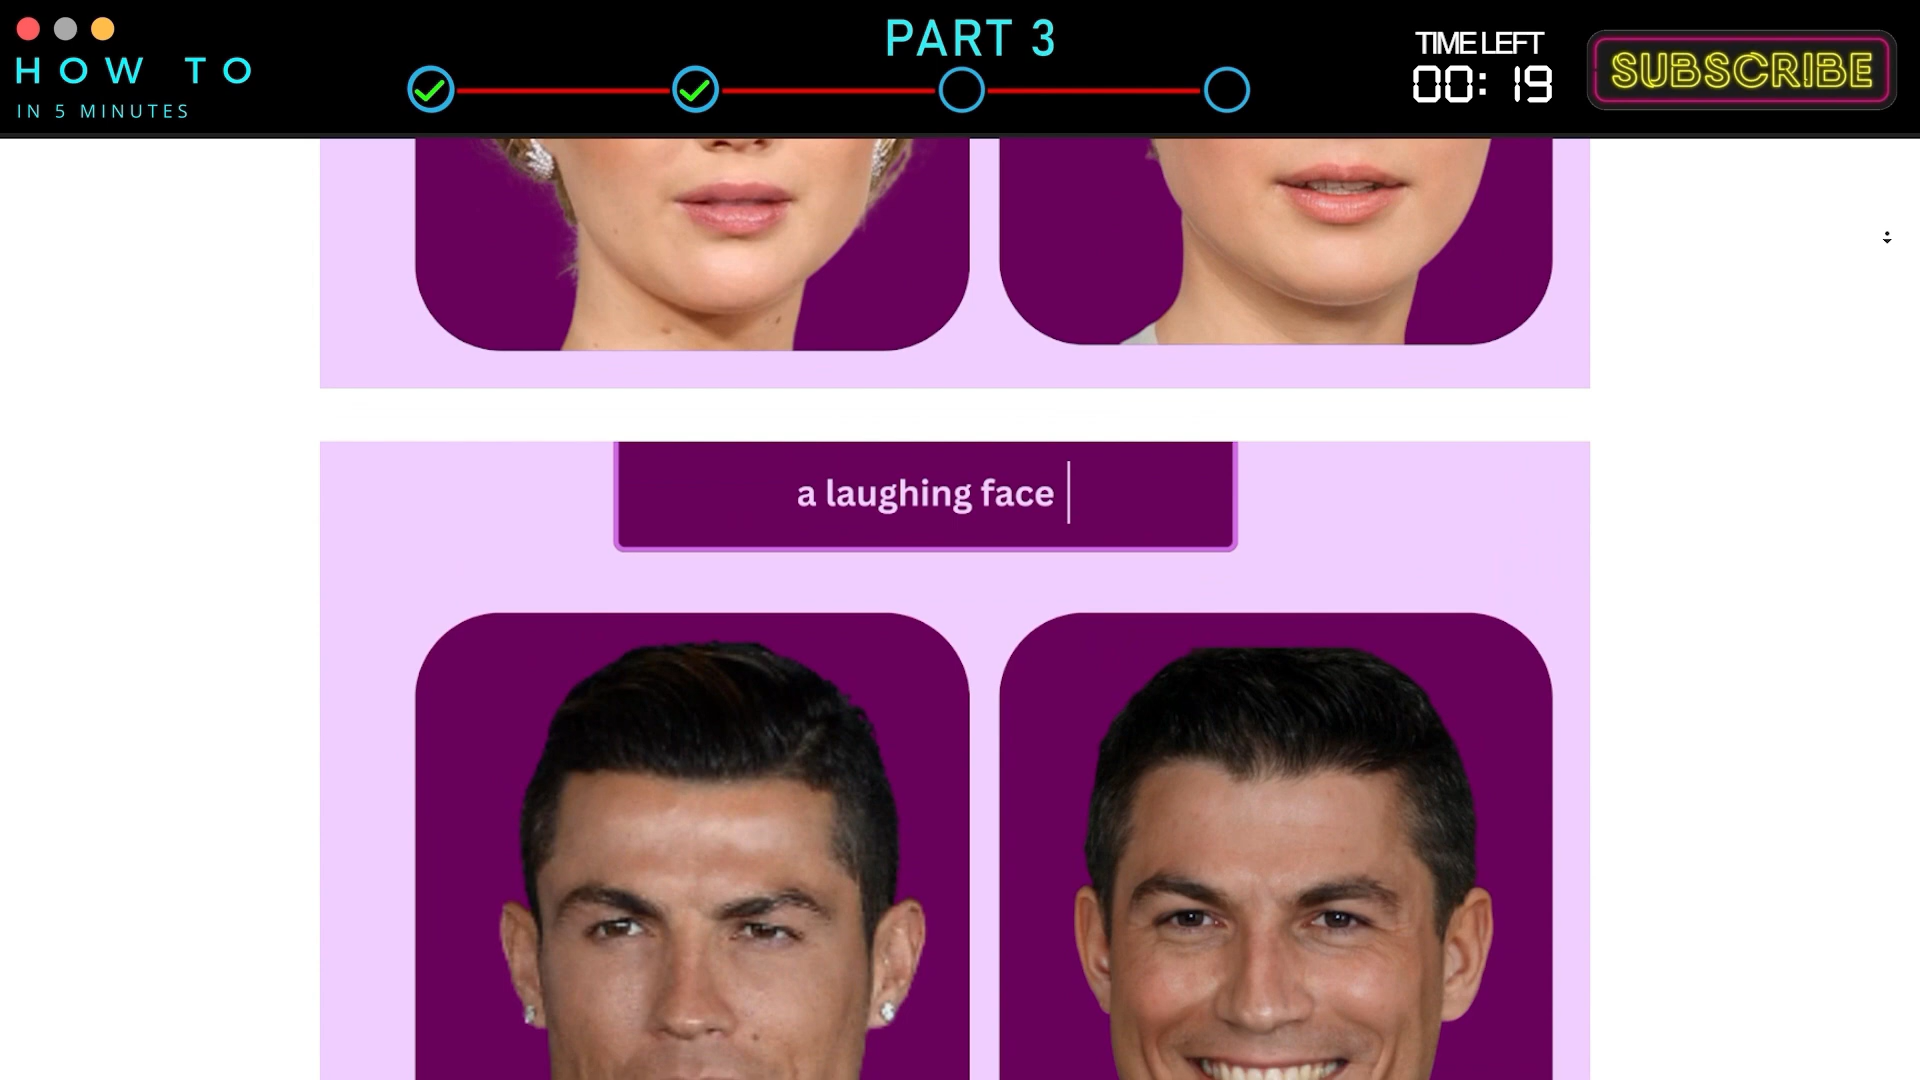 HOW TO
IN 5 MINUTES
PART 3
TIME LEFT
00: 19
SUBSCRIBE
a laughing face